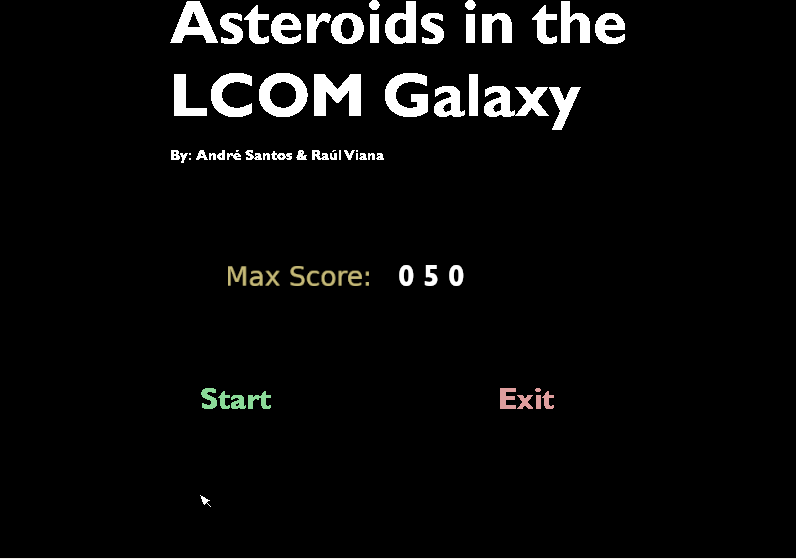 Asteroids in the
LCOM Galaxy
By: André Santos & Raúl Viana
Max Score: 0 5 0
Start Exit